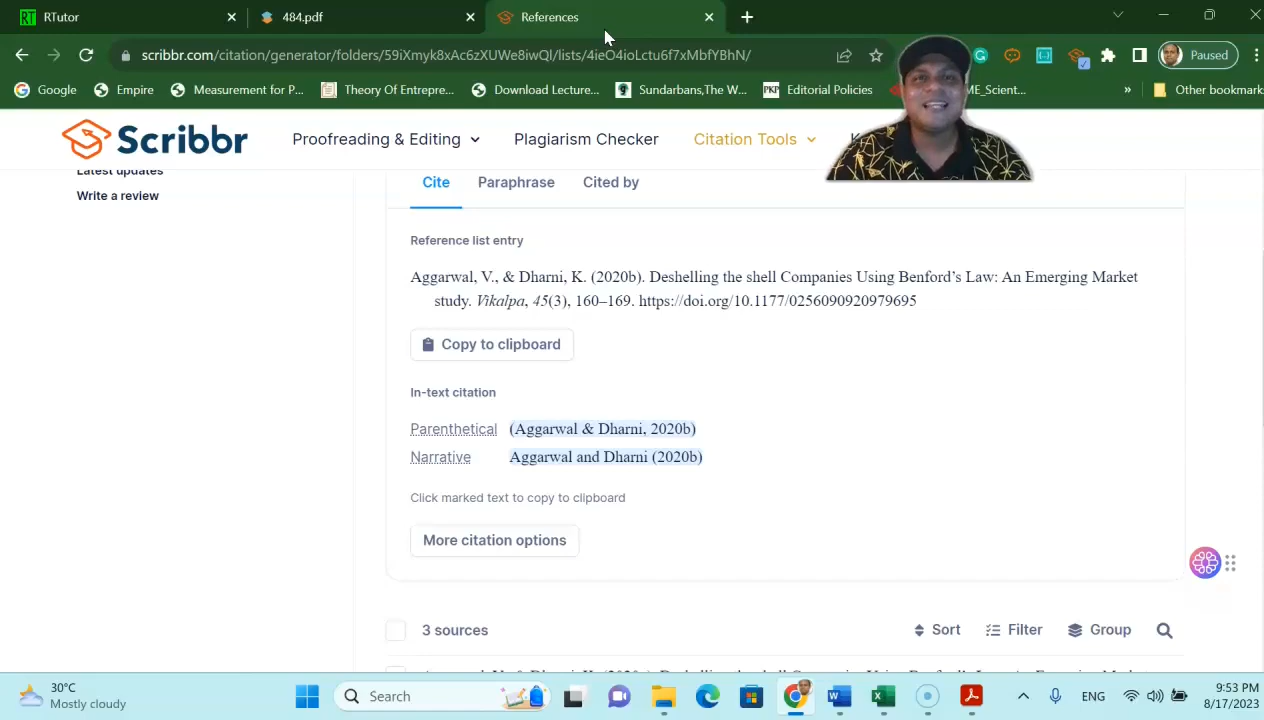 RTutor
484.pdf
References
scribbr.com/citation/generator/folders/59iXmyk8xAc6zXUWe8iwQl/lists/4ieO4ioLctu6f7xMbfYBhN/
Paused
Google
Empire
Measurement for P...
Theory Of Entrepre...
Download Lecture...
Sundarbans,The W...
PKP
Editorial Policies
ME_Scient...
»
Other bookmarks
Scribbr
Proofreading & Editing
Plagiarism Checker
Citation Tools
K
Latest updates
Write a review
Cite
Paraphrase
Cited by
Reference list entry
Aggarwal, V., & Dharni, K. (2020b). Deshelling the shell Companies Using Benford’s Law: An Emerging Market
study. Vikalpa, 45(3), 160–169. https://doi.org/10.1177/0256090920979695
Copy to clipboard
In-text citation
Parenthetical (Aggarwal & Dharni, 2020b)
Narrative Aggarwal and Dharni (2020b)
Click marked text to copy to clipboard
More citation options
3 sources
Sort
Filter
Group
30°C
Mostly cloudy
Search
ENG
9:53 PM
8/17/2023